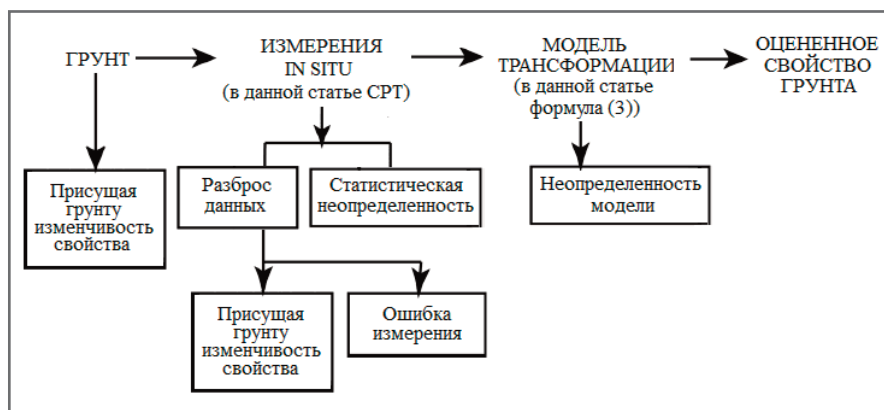 ГРУНТ
ИЗМЕРЕНИЯ
IN SITU
(в данной статье CPT)
МОДЕЛЬ
ТРАНСФОРМАЦИИ
(в данной статье
формула (3))
ОЦЕНЕННОЕ
СВОЙСТВО
ГРУНТА
Присущая
грунту
изменчивость
свойства
Разброс
данных
Статистическая
неопределенность
Неопределенность
модели
Присущая
грунту
изменчивость
свойства
Ошибка
измерения